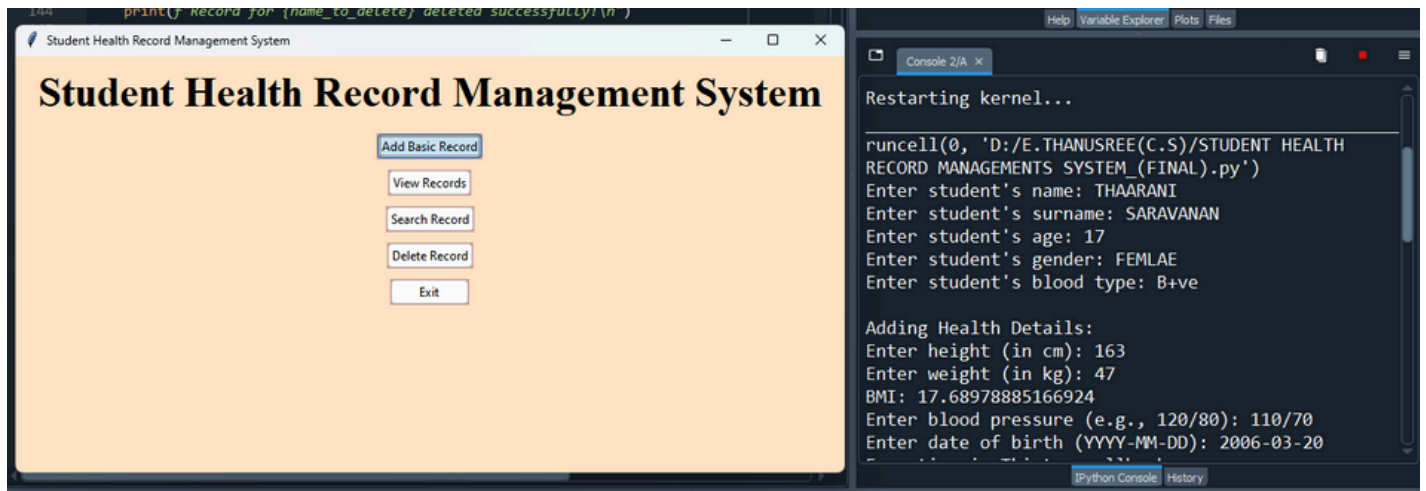 144 print(f"Record for {name_to_delete} deleted successfully!\n")
Student Health Record Management System
Student Health Record Management System
Add Basic Record
View Records
Search Record
Delete Record
Exit
Help Variable Explorer Plots Files
Console 2/A
Restarting kernel...
runcell(0, 'D:/E.THANUSREE(C.S)/STUDENT HEALTH
RECORD MANAGEMENTS SYSTEM_(FINAL).py')
Enter student's name: THAARANI
Enter student's surname: SARAVANAN
Enter student's age: 17
Enter student's gender: FEMLAE
Enter student's blood type: B+ve
Adding Health Details:
Enter height (in cm): 163
Enter weight (in kg): 47
BMI: 17.68978885166924
Enter blood pressure (e.g., 120/80): 110/70
Enter date of birth (YYYY-MM-DD): 2006-03-20
IPython Console History